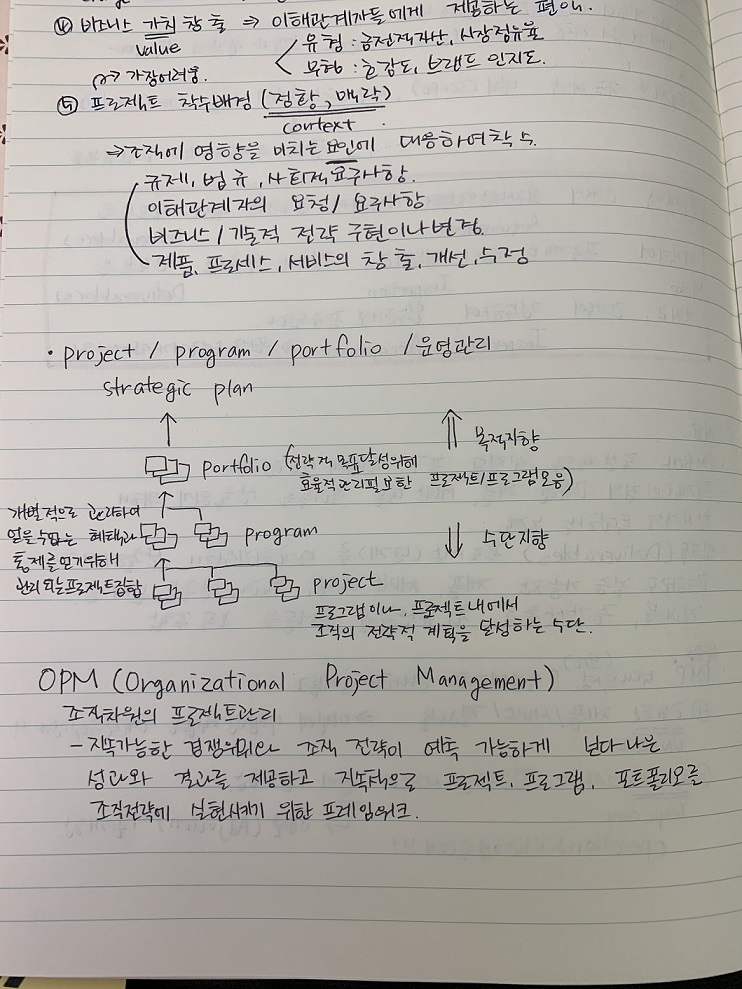 ④ 비즈니스 가치 창출 ⇒ 이해관계자들에게 제공하는 편익.
value
유형 : 금전적자산, 시장점유율
↝ 가장어려움.
무형 : 호감도, 브랜드 인지도.
⑤ 프로젝트 착수배경 (정황, 맥락)
context
⇒조직에 영향을 미치는 요인에 대응하여착수.
규제, 법규, 사회적요구사항.
이해관계자의 요청/ 요구사항
비즈니스/기술적 전략 구현이나변경.
제품, 프로세스, 서비스의 창출, 개선, 수정
· project / program / portfolio /운영관리
strategic plan
목적지향
portfolio (전략적 목표달성위해
효율적관리필요한 프로젝트/프로그램모음)
개별적으로 관리하여
얻을 수없는 혜택과
통제를 얻기위해
관리되는프로젝트집합
program
수단지향
project
프로그램이나, 프로젝트내에서
조직의 전략적 계획을 달성하는 수단.
OPM (Organizational Project Management)
조직차원의 프로젝트관리
- 지속가능한 경쟁우위와 조직 전략이 예측 가능하게 보다나은
성과와 결과를 제공하고 지속적으로 프로젝트, 프로그램, 포트폴리오를
조직전략에 실현시키기 위한 프레임워크.